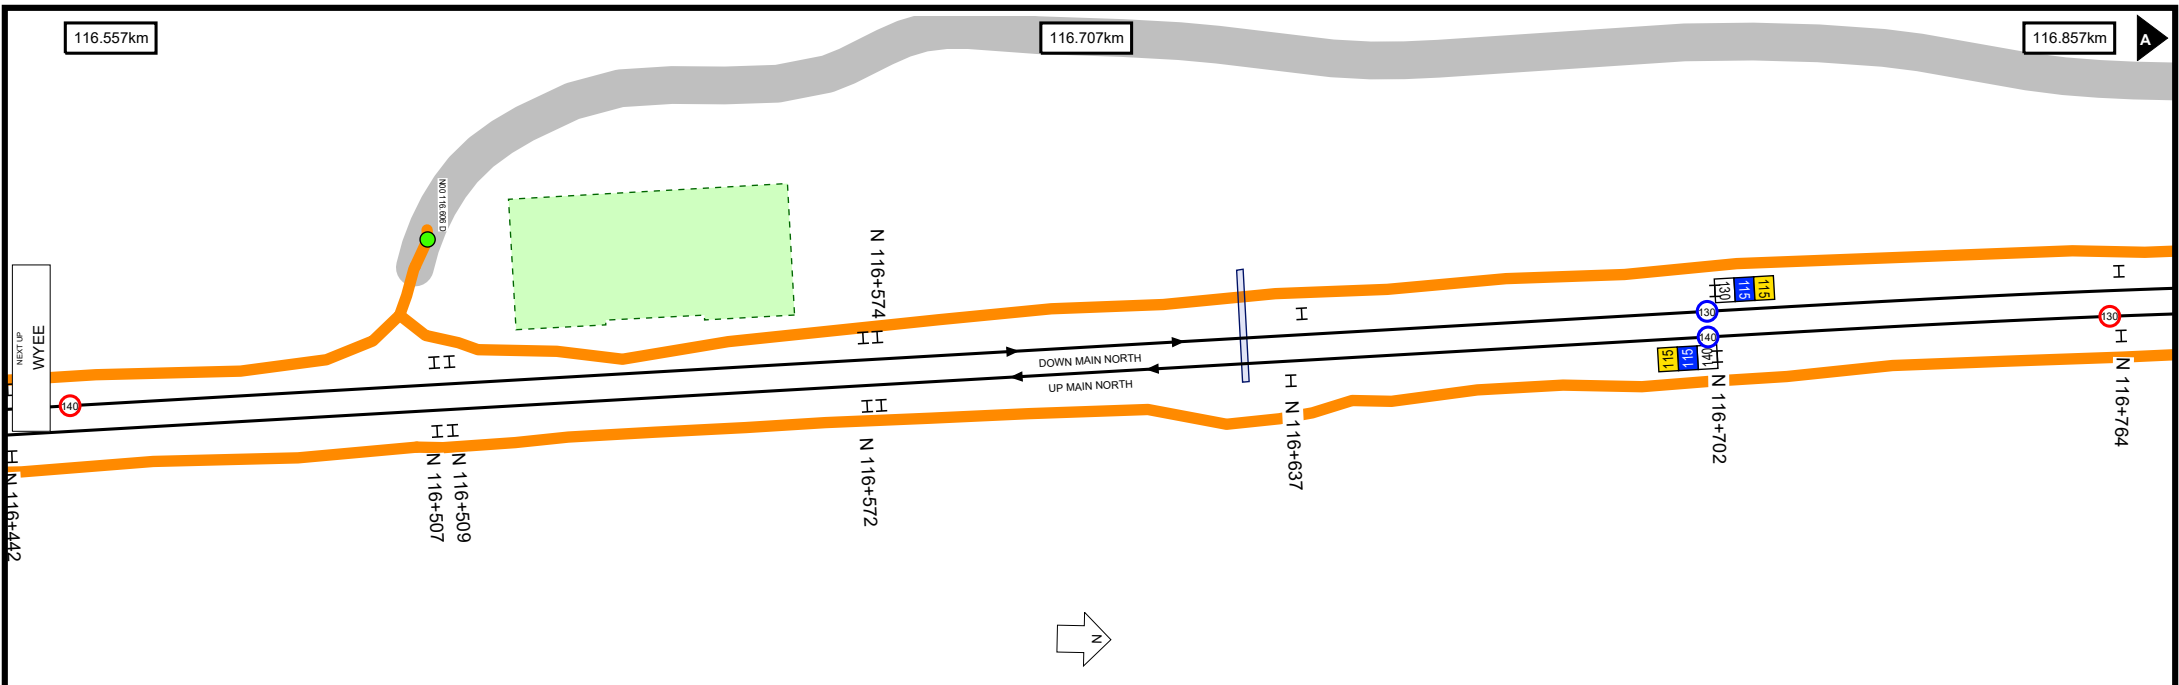 116.557km
116.707km
116.857km
A
N00 116.606 D
NEXT UP
WYEE
140
N 116+574
DOWN MAIN NORTH
UP MAIN NORTH
130
115
115
130
140
115
115
140
130
N 116+442
N 116+507
N 116+509
N 116+572
N 116+637
N 116+702
N 116+764
N